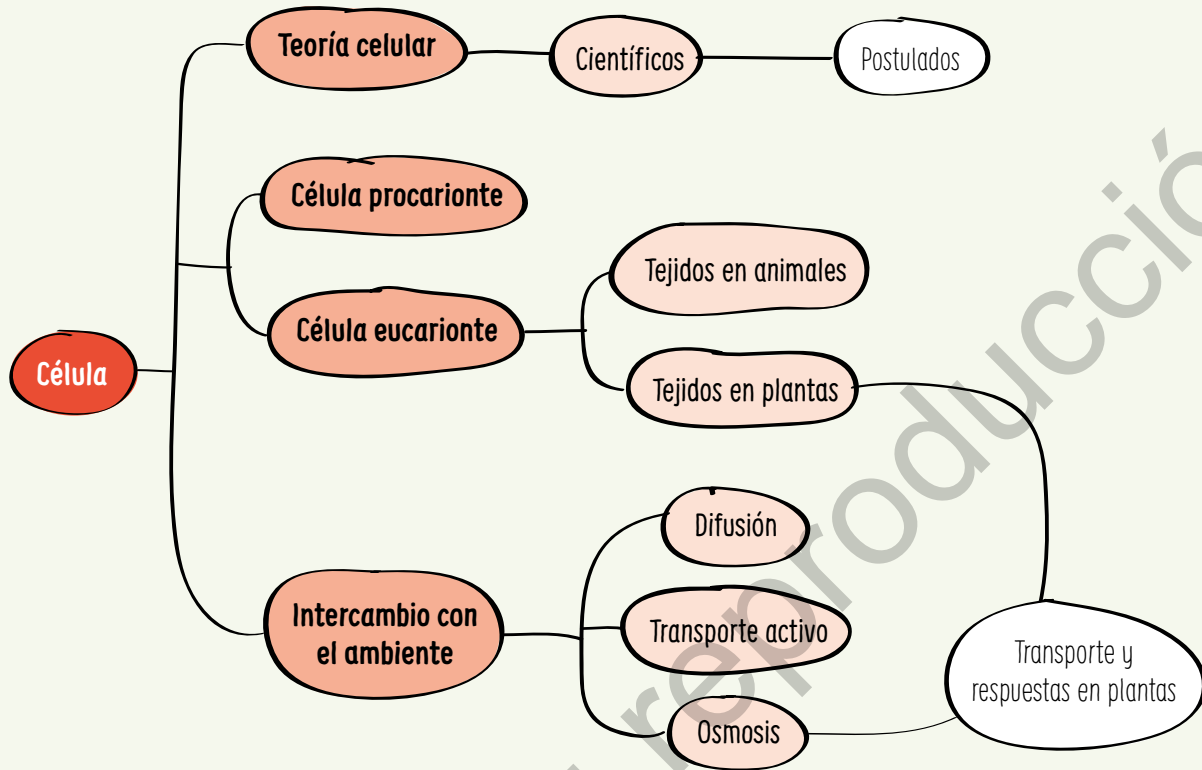 Teoría celular
Científicos
Postulados
Célula procarionte
Célula eucarionte
Tejidos en animales
Tejidos en plantas
Célula
Intercambio con
el ambiente
Difusión
Transporte activo
Osmosis
Transporte y
respuestas en plantas
reproducció